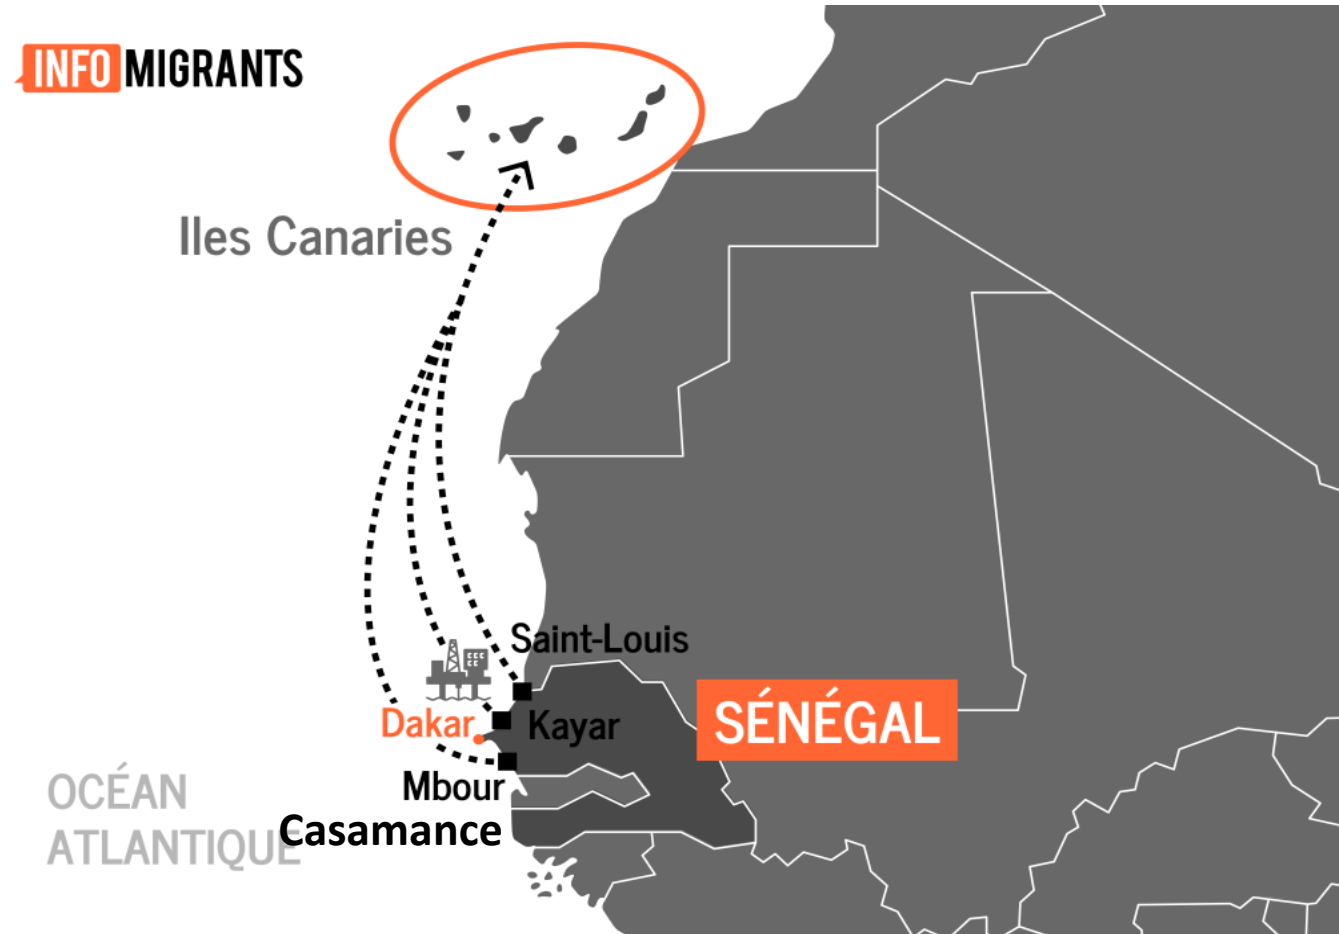 INFO MIGRANTS
Iles Canaries
Saint-Louis
Dakar
Kayar
SÉNÉGAL
Mbour
OCÉAN
ATLANTIQUE
Casamance